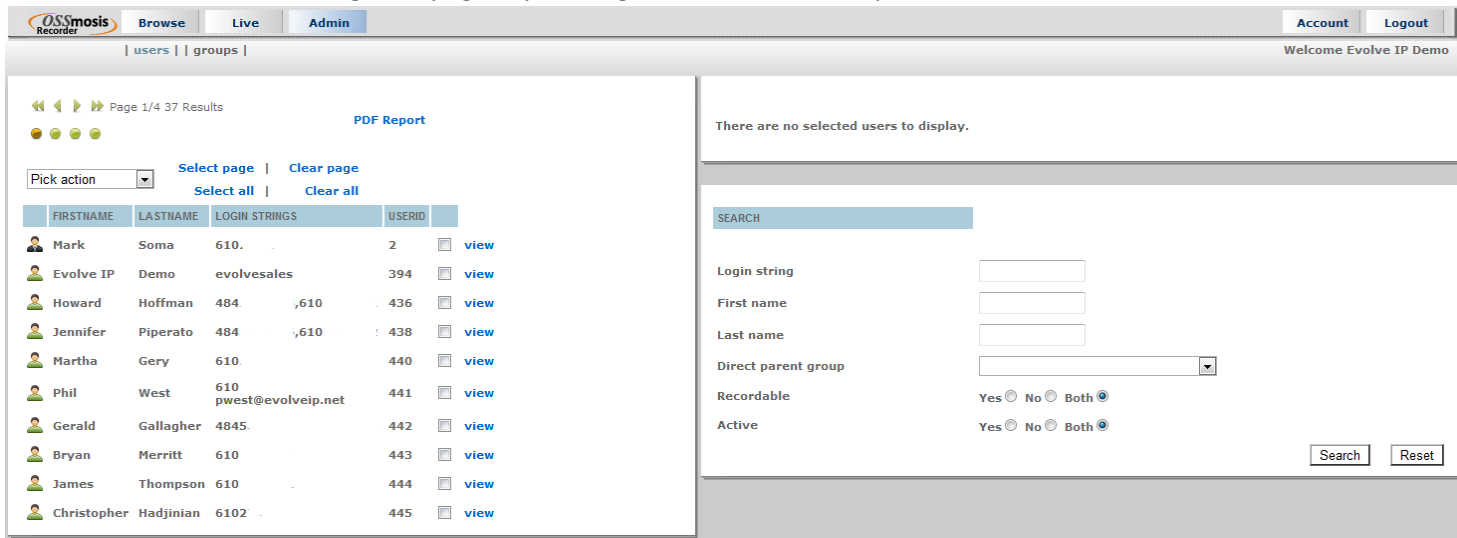 OSSmosis Recorder Browse Live Admin Account Logout
| users | | groups | Welcome Evolve IP Demo
Page 1/4 37 Results
PDF Report
Pick action
Select page | Clear page
Select all | Clear all
FIRSTNAME LASTNAME LOGIN STRINGS USERID
Mark Soma 610. 2 view
Evolve IP Demo evolvesales 394 view
Howard Hoffman 484 ,610 436 view
Jennifer Piperato 484 ,610 438 view
Martha Gery 610 440 view
Phil West 610 441 view
pwest@evolveip.net
Gerald Gallagher 4845 442 view
Bryan Merritt 610 443 view
James Thompson 610 444 view
Christopher Hadjinian 6102 445 view
There are no selected users to display.
SEARCH
Login string
First name
Last name
Direct parent group
Recordable Yes No Both
Active Yes No Both
Search Reset